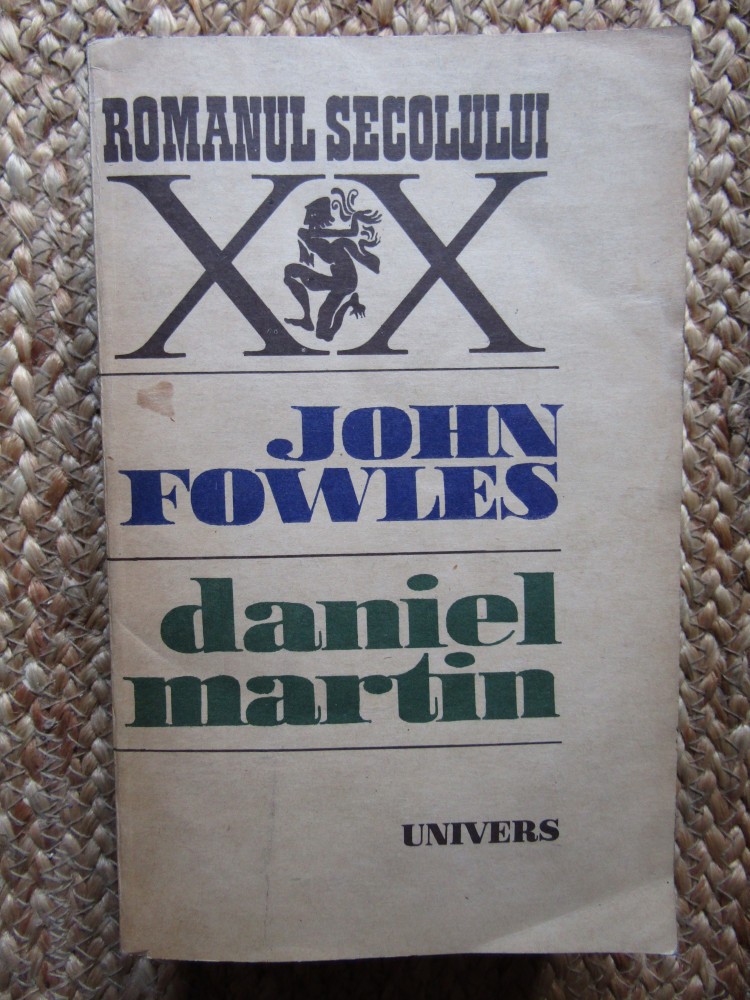 ROMANUL SECOLULUI
XX
JOHN
FOWLES
daniel
martin
UNIVERS